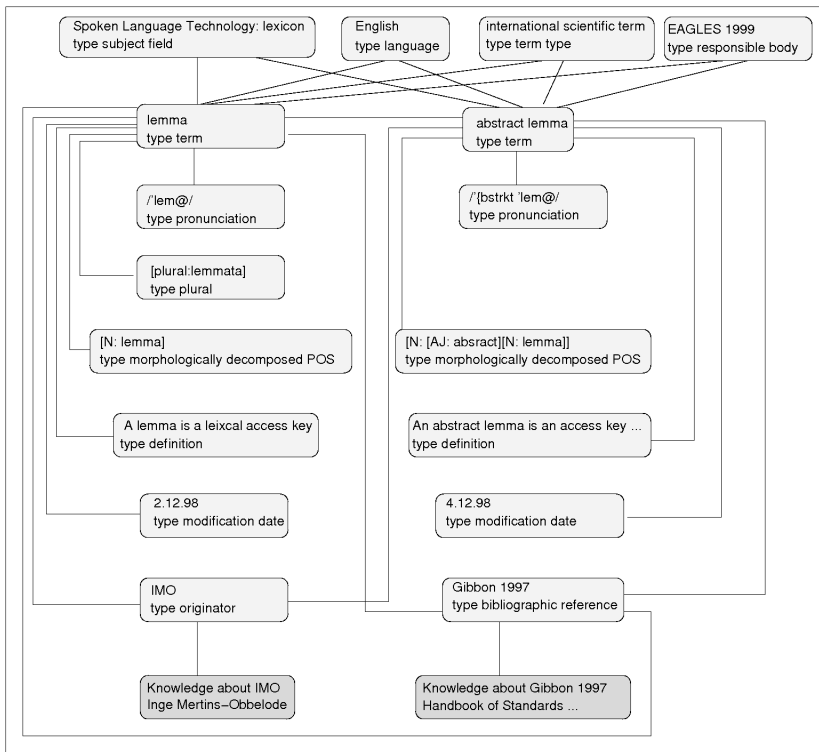 Spoken Language Technology: lexicon
type subject field
English
type language
international scientific term
type term type
EAGLES 1999
type responsible body
lemma
type term
abstract lemma
type term
/'lem@/
type pronunciation
/'{bstrkt 'lem@/
type pronunciation
[plural:lemmata]
type plural
[N: lemma]
type morphologically decomposed POS
[N: [AJ: absract][N: lemma]]
type morphologically decomposed POS
A lemma is a leixcal access key
type definition
An abstract lemma is an access key ...
type definition
2.12.98
type modification date
4.12.98
type modification date
IMO
type originator
Gibbon 1997
type bibliographic reference
Knowledge about IMO
Inge Mertins−Obbelode
Knowledge about Gibbon 1997
Handbook of Standards ...